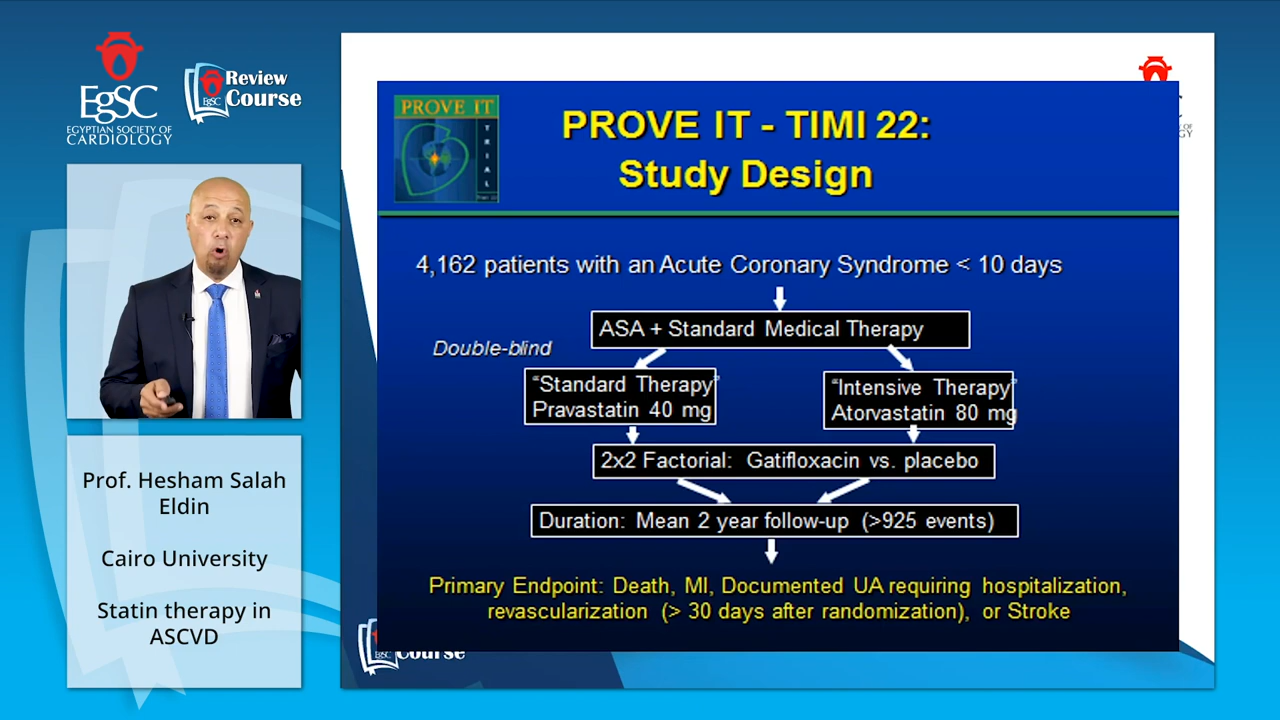 EgSC
EGYPTIAN SOCIETY OF
CARDIOLOGY
EgSC
Review
Course
Prof. Hesham Salah
Eldin
Cairo University
Statin therapy in
ASCVD
PROVE IT
TRIAL
PROVE IT - TIMI 22:
Study Design
4,162 patients with an Acute Coronary Syndrome < 10 days
ASA + Standard Medical Therapy
Double-blind
“Standard Therapy”
Pravastatin 40 mg
“Intensive Therapy”
Atorvastatin 80 mg
2x2 Factorial: Gatifloxacin vs. placebo
Duration: Mean 2 year follow-up (>925 events)
Primary Endpoint: Death, MI, Documented UA requiring hospitalization,
revascularization (> 30 days after randomization), or Stroke
Course